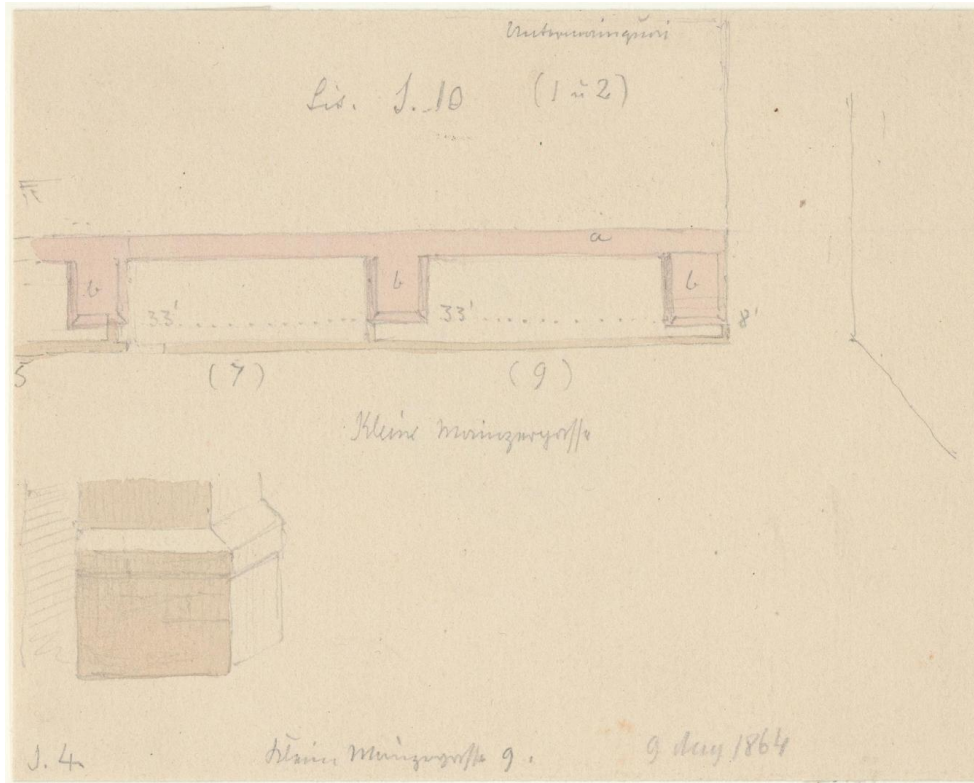 Untermainquai
Lit. J. 10 (1 u 2)
a
b b b
33' 33' 8'
5 (7) (9)
Kleine Mainzergasse
J. 4. Kleine Mainzergasse 9. 9 Aug 1864